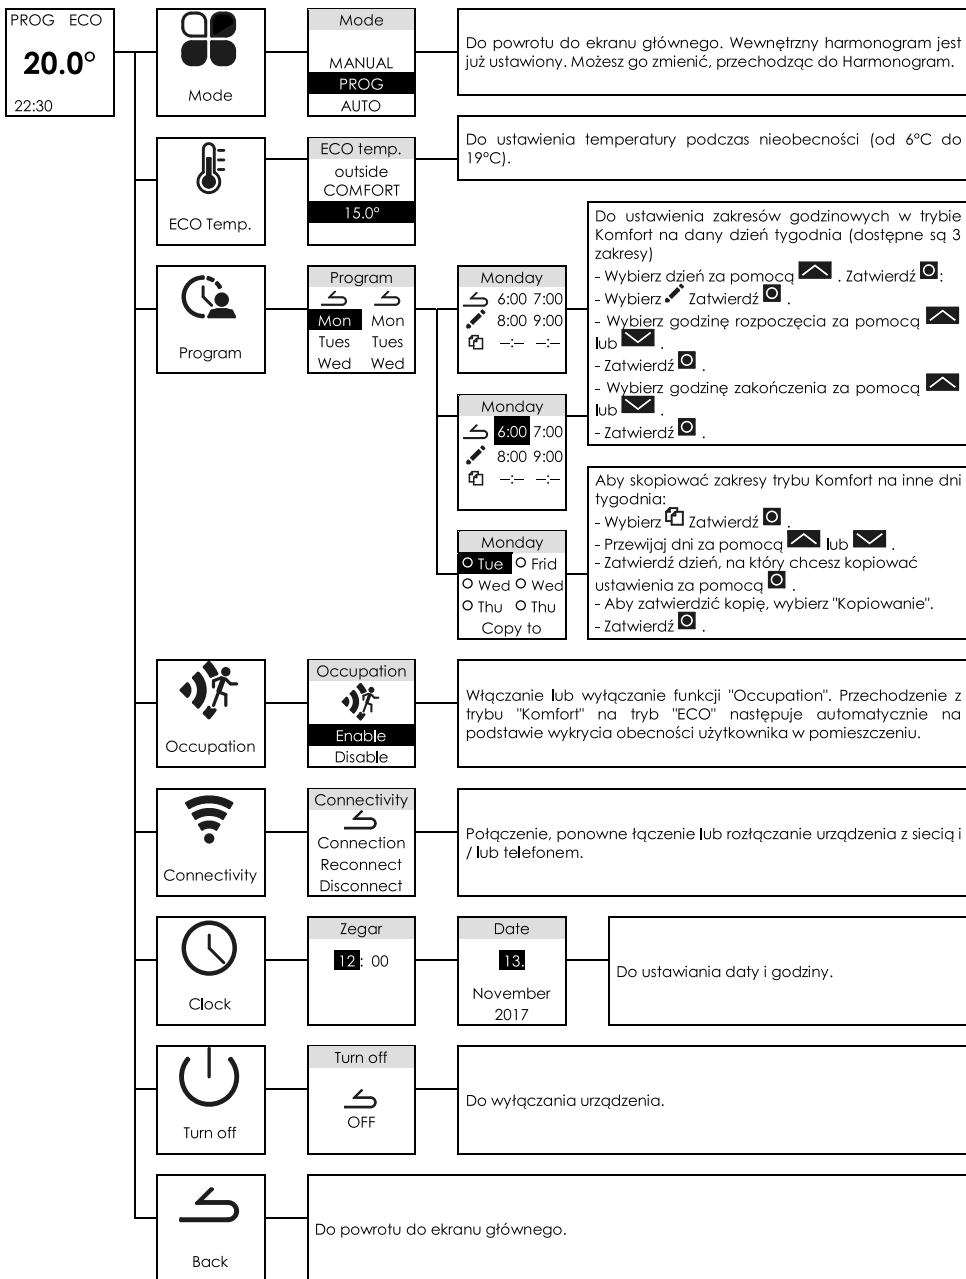 PROG ECO
20.0°
22:30
Mode
Mode
MANUAL
PROG
AUTO
Do powrotu do ekranu głównego. Wewnętrzny harmonogram jest
już ustawiony. Możesz go zmienić, przechodząc do Harmonogram.
ECO Temp.
ECO temp.
outside
COMFORT
15.0°
Do ustawienia temperatury podczas nieobecności (od 6°C do
19°C).
Program
Program
Mon Mon
Tues Tues
Wed Wed
Monday
6:00 7:00
8:00 9:00
–:– –:–
Monday
6:00 7:00
8:00 9:00
–:– –:–
Do ustawienia zakresów godzinowych w trybie
Komfort na dany dzień tygodnia (dostępne są 3
zakresy)
- Wybierz dzień za pomocą . Zatwierdź :
- Wybierz Zatwierdź .
- Wybierz godzinę rozpoczęcia za pomocą
lub .
- Zatwierdź .
- Wybierz godzinę zakończenia za pomocą
lub .
- Zatwierdź .
Monday
Tue Frid
Wed Wed
Thu Thu
Copy to
Aby skopiować zakresy trybu Komfort na inne dni
tygodnia:
- Wybierz Zatwierdź .
- Przewijaj dni za pomocą lub .
- Zatwierdź dzień, na który chcesz kopiować
ustawienia za pomocą .
- Aby zatwierdzić kopię, wybierz "Kopiowanie".
- Zatwierdź .
Occupation
Occupation
Enable
Disable
Włączanie lub wyłączanie funkcji "Occupation". Przechodzenie z
trybu "Komfort" na tryb "ECO" następuje automatycznie na
podstawie wykrycia obecności użytkownika w pomieszczeniu.
Connectivity
Connectivity
Connection
Reconnect
Disconnect
Połączenie, ponowne łączenie lub rozłączanie urządzenia z siecią i
/ lub telefonem.
Clock
Zegar
12 : 00
Date
13.
November
2017
Do ustawiania daty i godziny.
Turn off
Turn off
OFF
Do wyłączania urządzenia.
Back
Do powrotu do ekranu głównego.